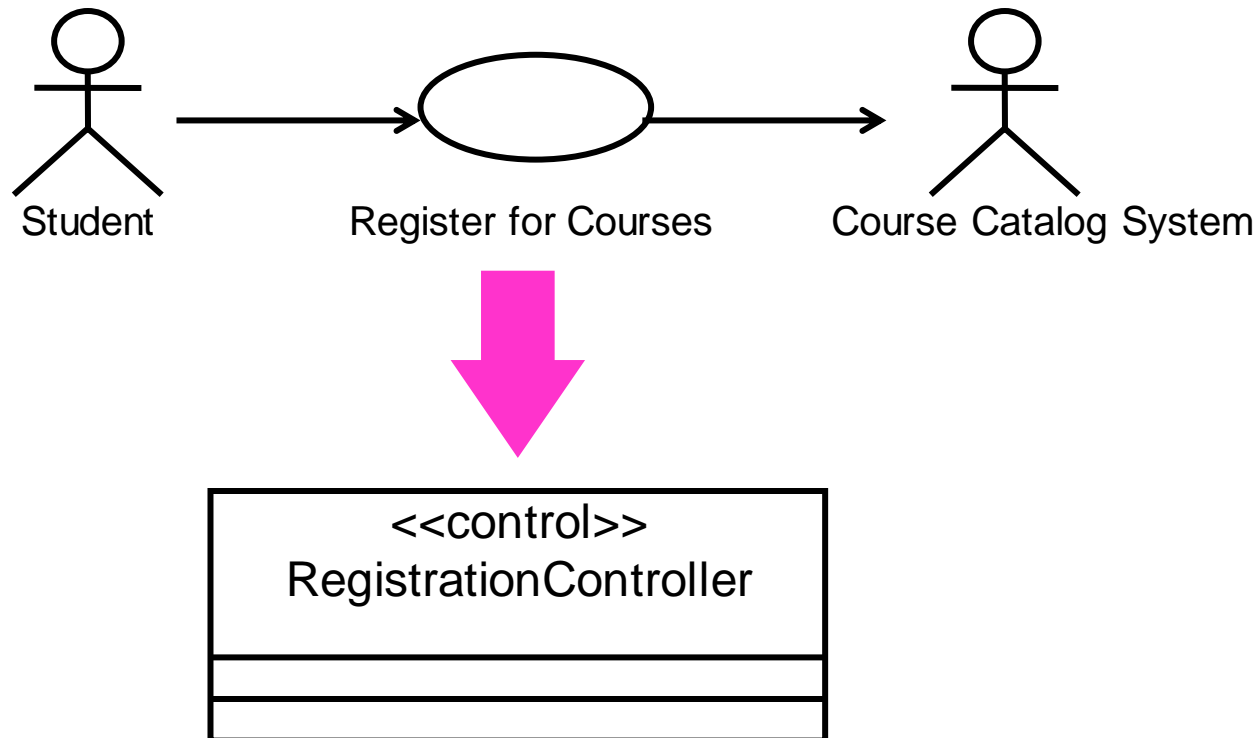 Student
Register for Courses
Course Catalog System
<<control>>
RegistrationController